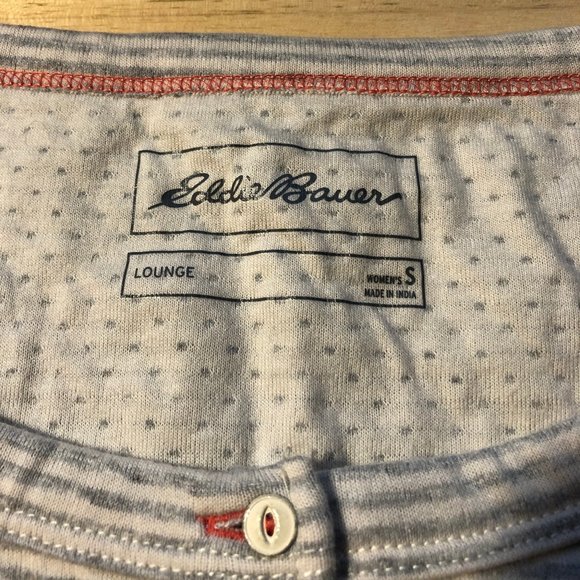 Eddie Bauer
LOUNGE
WOMEN'S S
MADE IN INDIA